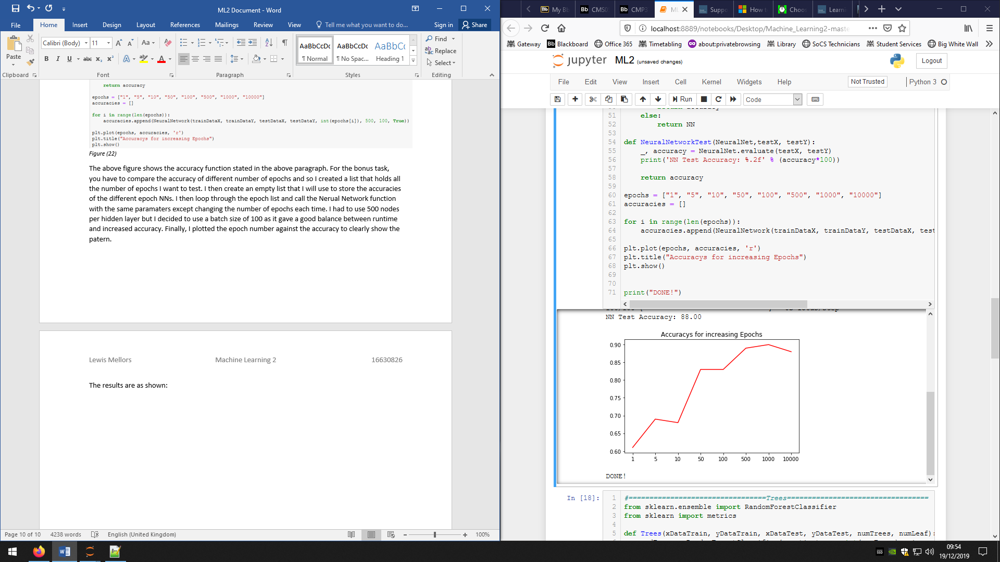 ML2 Document - Word
File Home Insert Design Layout References Mailings Review View Tell me what you want to do... Sign in Share
Calibri (Body) 11 Aa
Paste
B I U abc x₂ x² A A
AaBbCcDc AaBbCcDc AaBbCc
¶ Normal ¶ No Spac... Heading 1
Find
Replace
Select
Clipboard Font Paragraph Styles Editing
return accuracy
epochs = ["1", "5", "10", "50", "100", "500", "1000", "10000"]
accuracies = []
for i in range(len(epochs)):
accuracies.append(NeuralNetwork(trainDataX, trainDataY, testDataX, testDataY, int(epochs[i]), 500, 100, True))
plt.plot(epochs, accuracies, 'r')
plt.title("Accuracys for increasing Epochs")
plt.show()
Figure (22)
The above figure shows the accuracy function stated in the above paragraph. For the bonus task,
you have to compare the accuracy of different number of epochs and so I created a list that holds all
the number of epochs I want to test. I then create an empty list that I will use to store the accuracies
of the different epoch NNs. I then loop through the epoch list and call the Nerual Network function
with the same paramaters except changing the number of epochs each time. I had to use 500 nodes
per hidden layer but I decided to use a batch size of 100 as it gave a good balance between runtime
and increased accuracy. Finally, I plotted the epoch number against the accuracy to clearly show the
patern.
Lewis Mellors Machine Learning 2 16630826
The results are as shown:
Page 10 of 10 4238 words English (United Kingdom) 100%
Bb My Bl Bb CMS0 Bb CMP3 ML Suppo How t Choos Learni
localhost:8889/notebooks/Desktop/Machine_Learning2-maste
Gateway Bb Blackboard Office 365 Timetabling about:privatebrowsing Library SoCS Technicians Student Services Big White Wall
jupyter ML2 (unsaved changes) Logout
File Edit View Insert Cell Kernel Widgets Help Not Trusted Python 3
Run Code
51 else:
52 return NN
53
54 def NeuralNetworkTest(NeuralNet,testX, testY):
55 _, accuracy = NeuralNet.evaluate(testX, testY)
56 print('NN Test Accuracy: %.2f' % (accuracy*100))
57
58 return accuracy
59
60 epochs = ["1", "5", "10", "50", "100", "500", "1000", "10000"]
61 accuracies = []
62
63 for i in range(len(epochs)):
64 accuracies.append(NeuralNetwork(trainDataX, trainDataY, testDataX, test
65
66 plt.plot(epochs, accuracies, 'r')
67 plt.title("Accuracys for increasing Epochs")
68 plt.show()
69
70
71 print("DONE!")
NN Test Accuracy: 88.00
Accuracys for increasing Epochs
0.90
0.85
0.80
0.75
0.70
0.65
0.60
1 5 10 50 100 500 1000 10000
DONE!
In [18]:
1 #=================================Trees==================================
2 from sklearn.ensemble import RandomForestClassifier
3 from sklearn import metrics
4
5 def Trees(xDataTrain, yDataTrain, xDataTest, yDataTest, numTrees, numLeaf):
09:54
19/12/2019